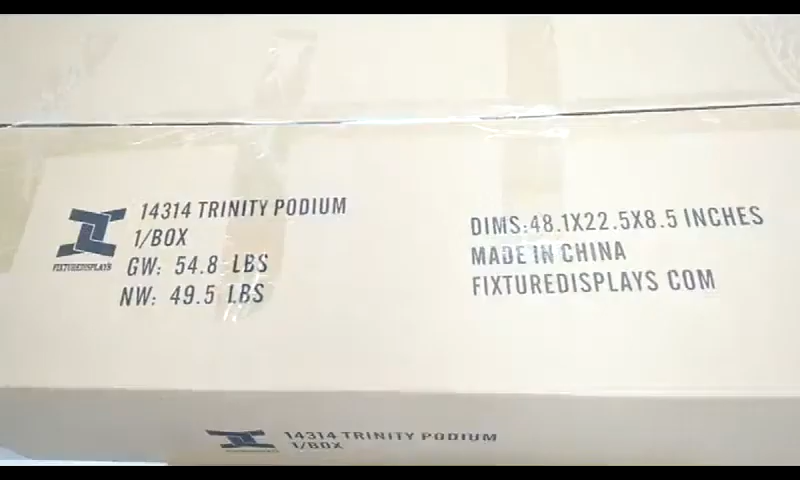 14314 TRINITY PODIUM
1/BOX
GW: 54.8 LBS
NW: 49.5 LBS
FIXTUREDISPLAYS
DIMS:48.1X22.5X8.5 INCHES
MADE IN CHINA
FIXTUREDISPLAYS COM
14314 TRINITY PODIUM
1/BOX